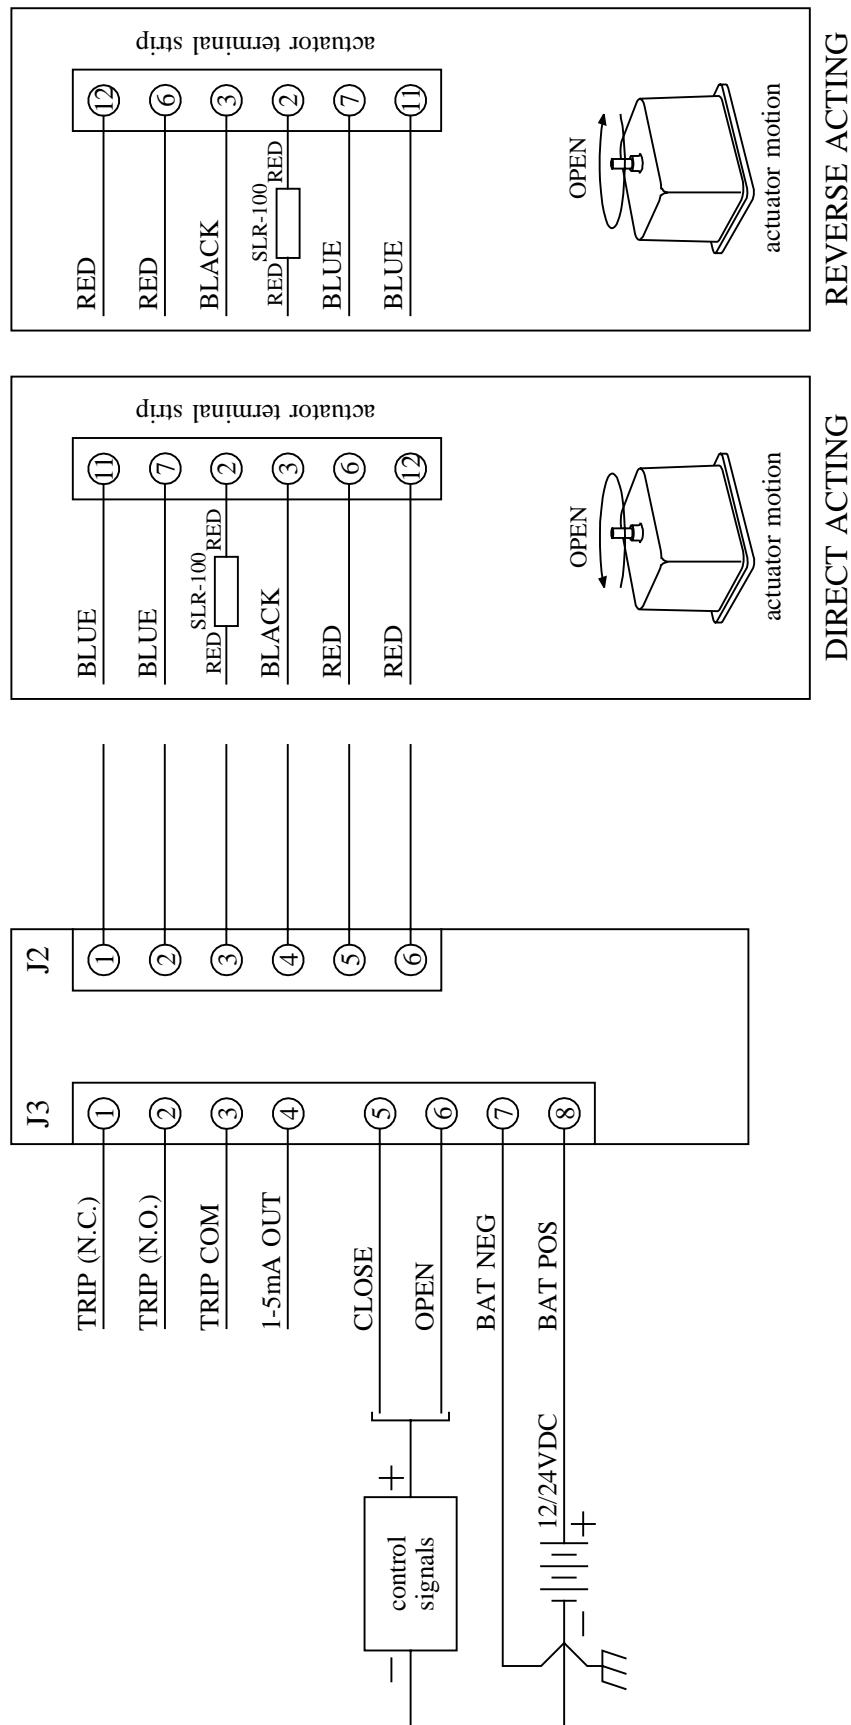 J3
J2
TRIP (N.C.)
1
1
BLUE
11
RED
12
TRIP (N.O.)
2
2
BLUE
7
RED
6
TRIP COM
3
3
RED
SLR-100
RED
2
BLACK
3
1-5mA OUT
4
4
BLACK
3
RED
SLR-100
RED
2
CLOSE
5
5
RED
6
BLUE
7
OPEN
6
6
RED
12
BLUE
11
BAT NEG
7
BAT POS
8
actuator terminal strip
actuator terminal strip
control
signals
+
−
12/24VDC
+
−
OPEN
actuator motion
DIRECT ACTING
OPEN
actuator motion
REVERSE ACTING